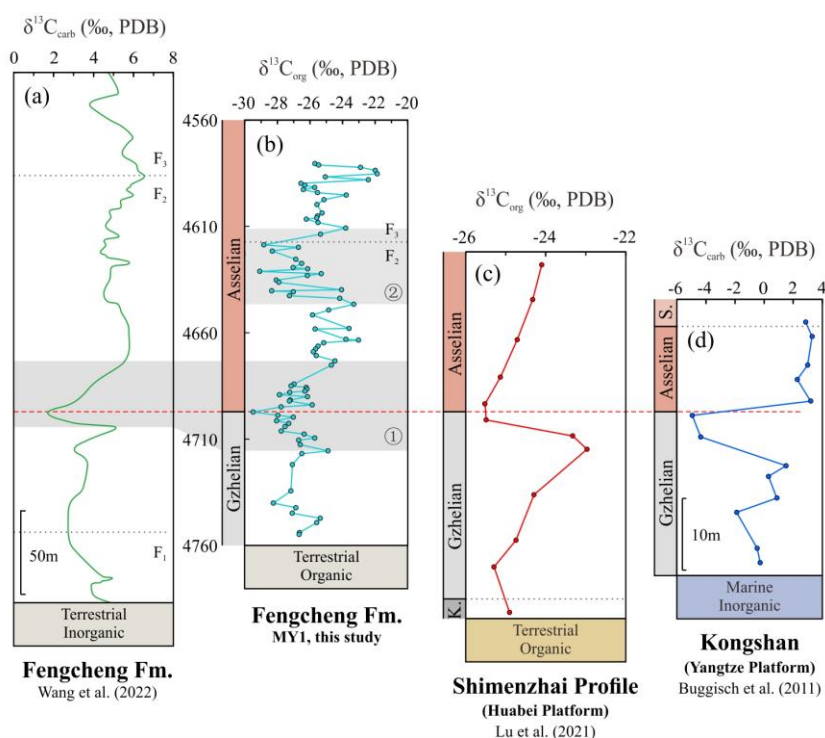 δ¹³C_carb (‰, PDB)
0 2 4 6 8
(a)
F₃
F₂
F₁
50m
Terrestrial
Inorganic
Fengcheng Fm.
Wang et al. (2022)
δ¹³C_org (‰, PDB)
-30 -28 -26 -24 -22 -20
(b)
4560
4610
4660
4710
4760
Asselian
Gzhelian
F₃
F₂
②
①
Terrestrial
Organic
Fengcheng Fm.
MY1, this study
δ¹³C_org (‰, PDB)
-26 -24 -22
(c)
Asselian
Gzhelian
K.
Terrestrial
Organic
Shimenzhai Profile
(Huabei Platform)
Lu et al. (2021)
δ¹³C_carb (‰, PDB)
-6 -4 -2 0 2 4
(d)
S.
Asselian
Gzhelian
10m
Marine
Inorganic
Kongshan
(Yangtze Platform)
Buggisch et al. (2011)